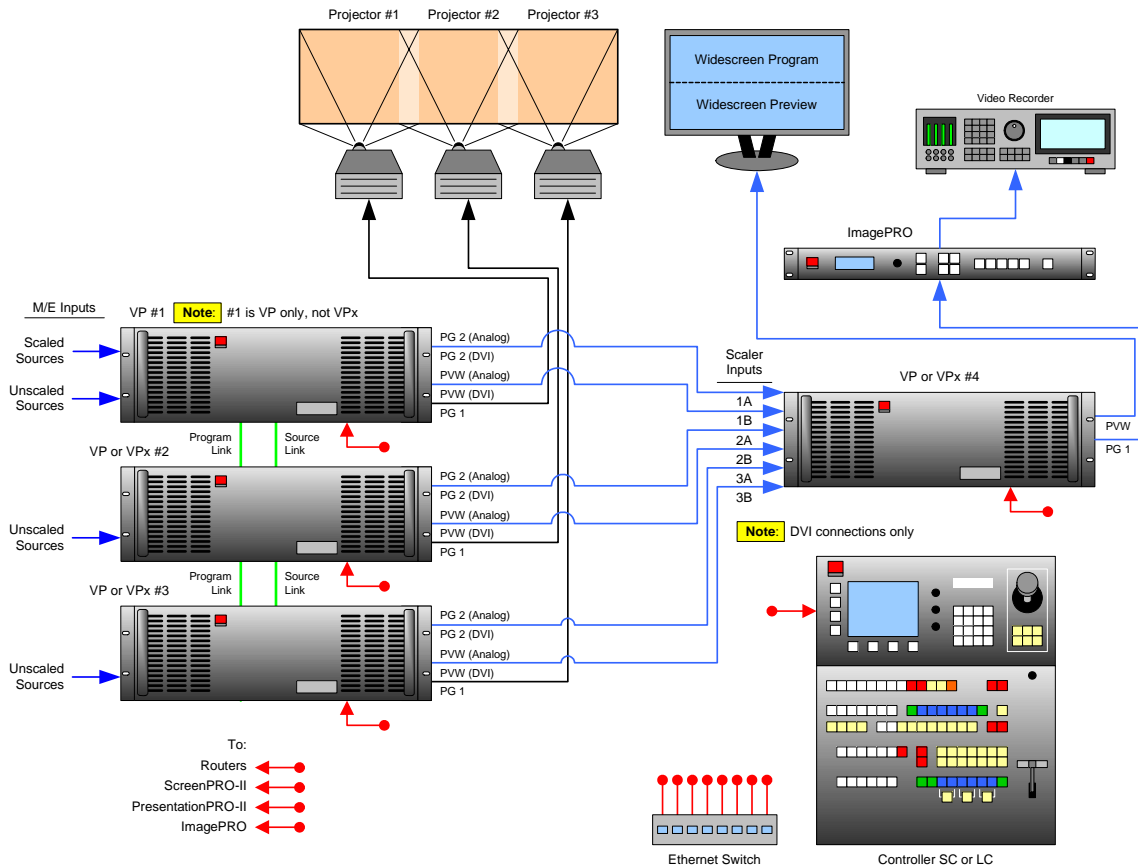 Projector #1
Projector #2
Projector #3
Widescreen Program
Widescreen Preview
Video Recorder
ImagePRO
M/E Inputs
VP #1
Note: #1 is VP only, not VPx
Scaled
Sources
Unscaled
Sources
PG 2 (Analog)
PG 2 (DVI)
PVW (Analog)
PVW (DVI)
PG 1
Scaler
Inputs
1A
1B
2A
2B
3A
3B
VP or VPx #4
PVW
PG 1
Program
Link
Source
Link
VP or VPx #2
Unscaled
Sources
PG 2 (Analog)
PG 2 (DVI)
PVW (Analog)
PVW (DVI)
PG 1
Note: DVI connections only
Program
Link
Source
Link
VP or VPx #3
Unscaled
Sources
PG 2 (Analog)
PG 2 (DVI)
PVW (Analog)
PVW (DVI)
PG 1
To:
Routers
ScreenPRO-II
PresentationPRO-II
ImagePRO
Ethernet Switch
Controller SC or LC